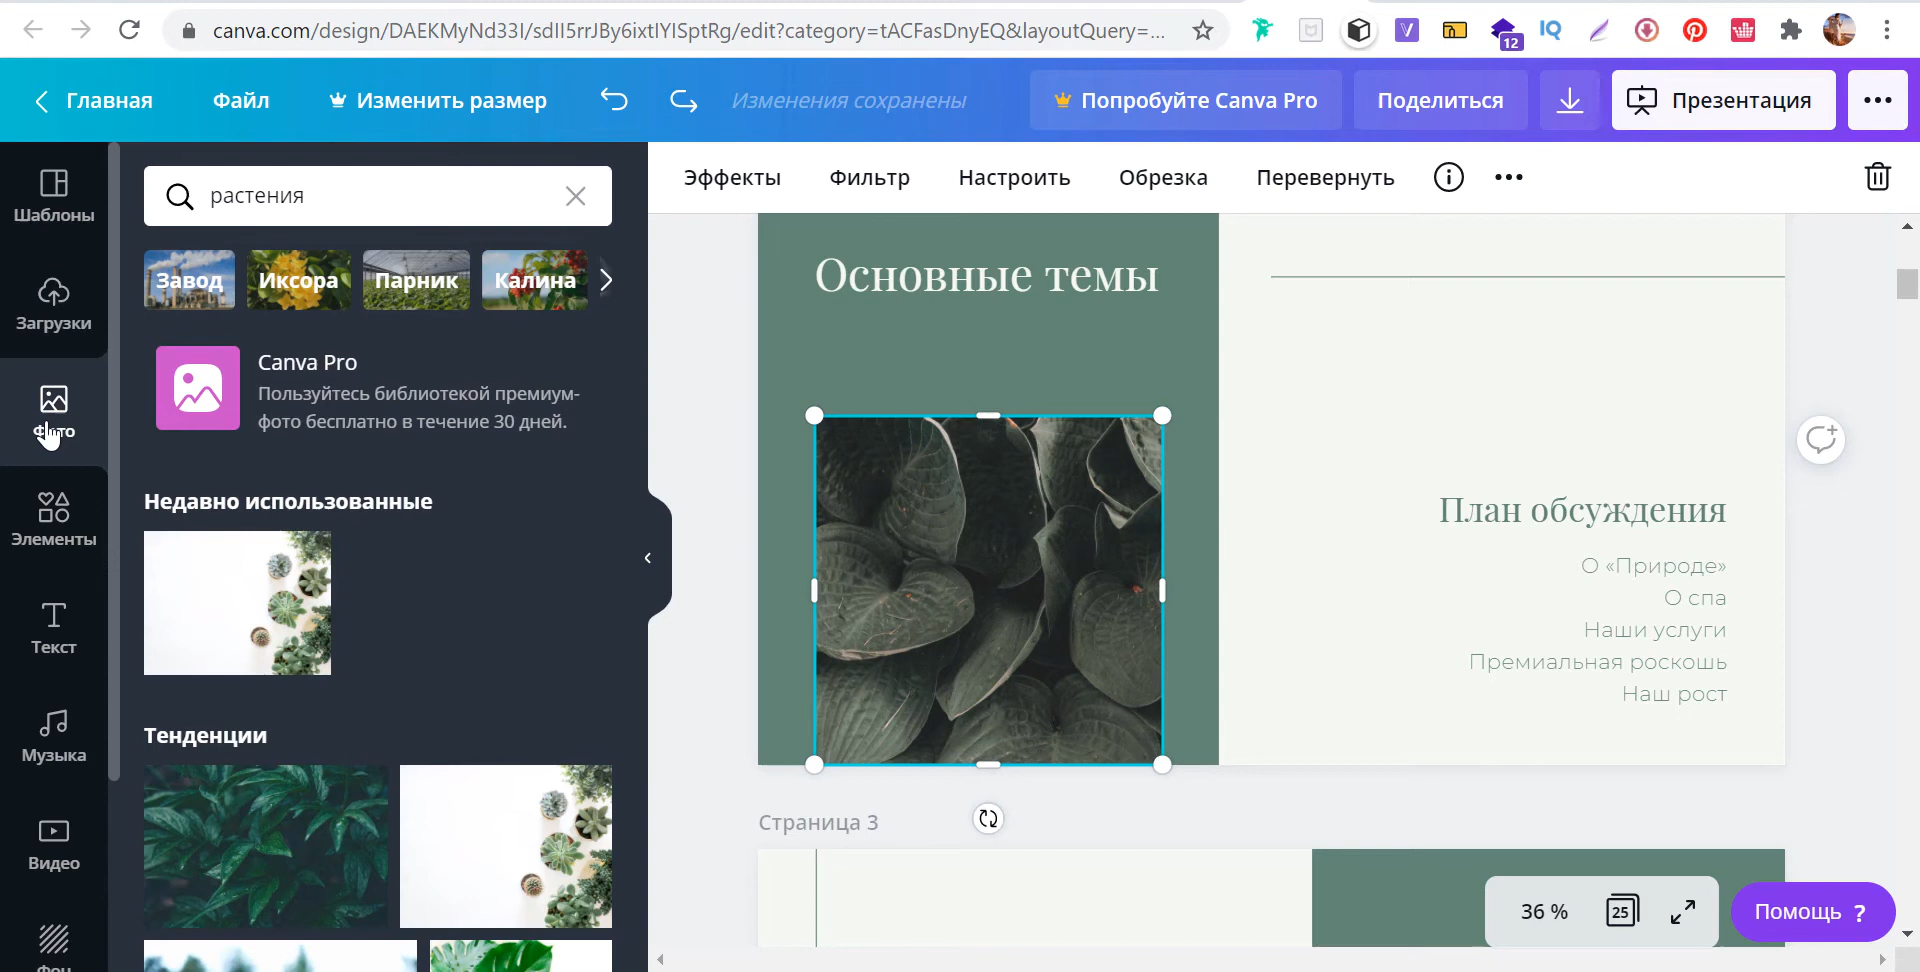 canva.com/design/DAEKMyNd33I/sdlI5rrJBy6ixtlYISptRg/edit?category=tACFasDnyEQ&layoutQuery=...
12
Главная
Файл
Изменить размер
Изменения сохранены
Попробуйте Canva Pro
Поделиться
Презентация
Шаблоны
Загрузки
Фото
Элементы
Текст
Музыка
Видео
Фон
растения
Завод
Иксора
Парник
Калина
Canva Pro
Пользуйтесь библиотекой премиум-
фото бесплатно в течение 30 дней.
Недавно использованные
Тенденции
Эффекты
Фильтр
Настроить
Обрезка
Перевернуть
Основные темы
План обсуждения
О «Природе»
О спа
Наши услуги
Премиальная роскошь
Наш рост
Страница 3
36 %
25
Помощь ?